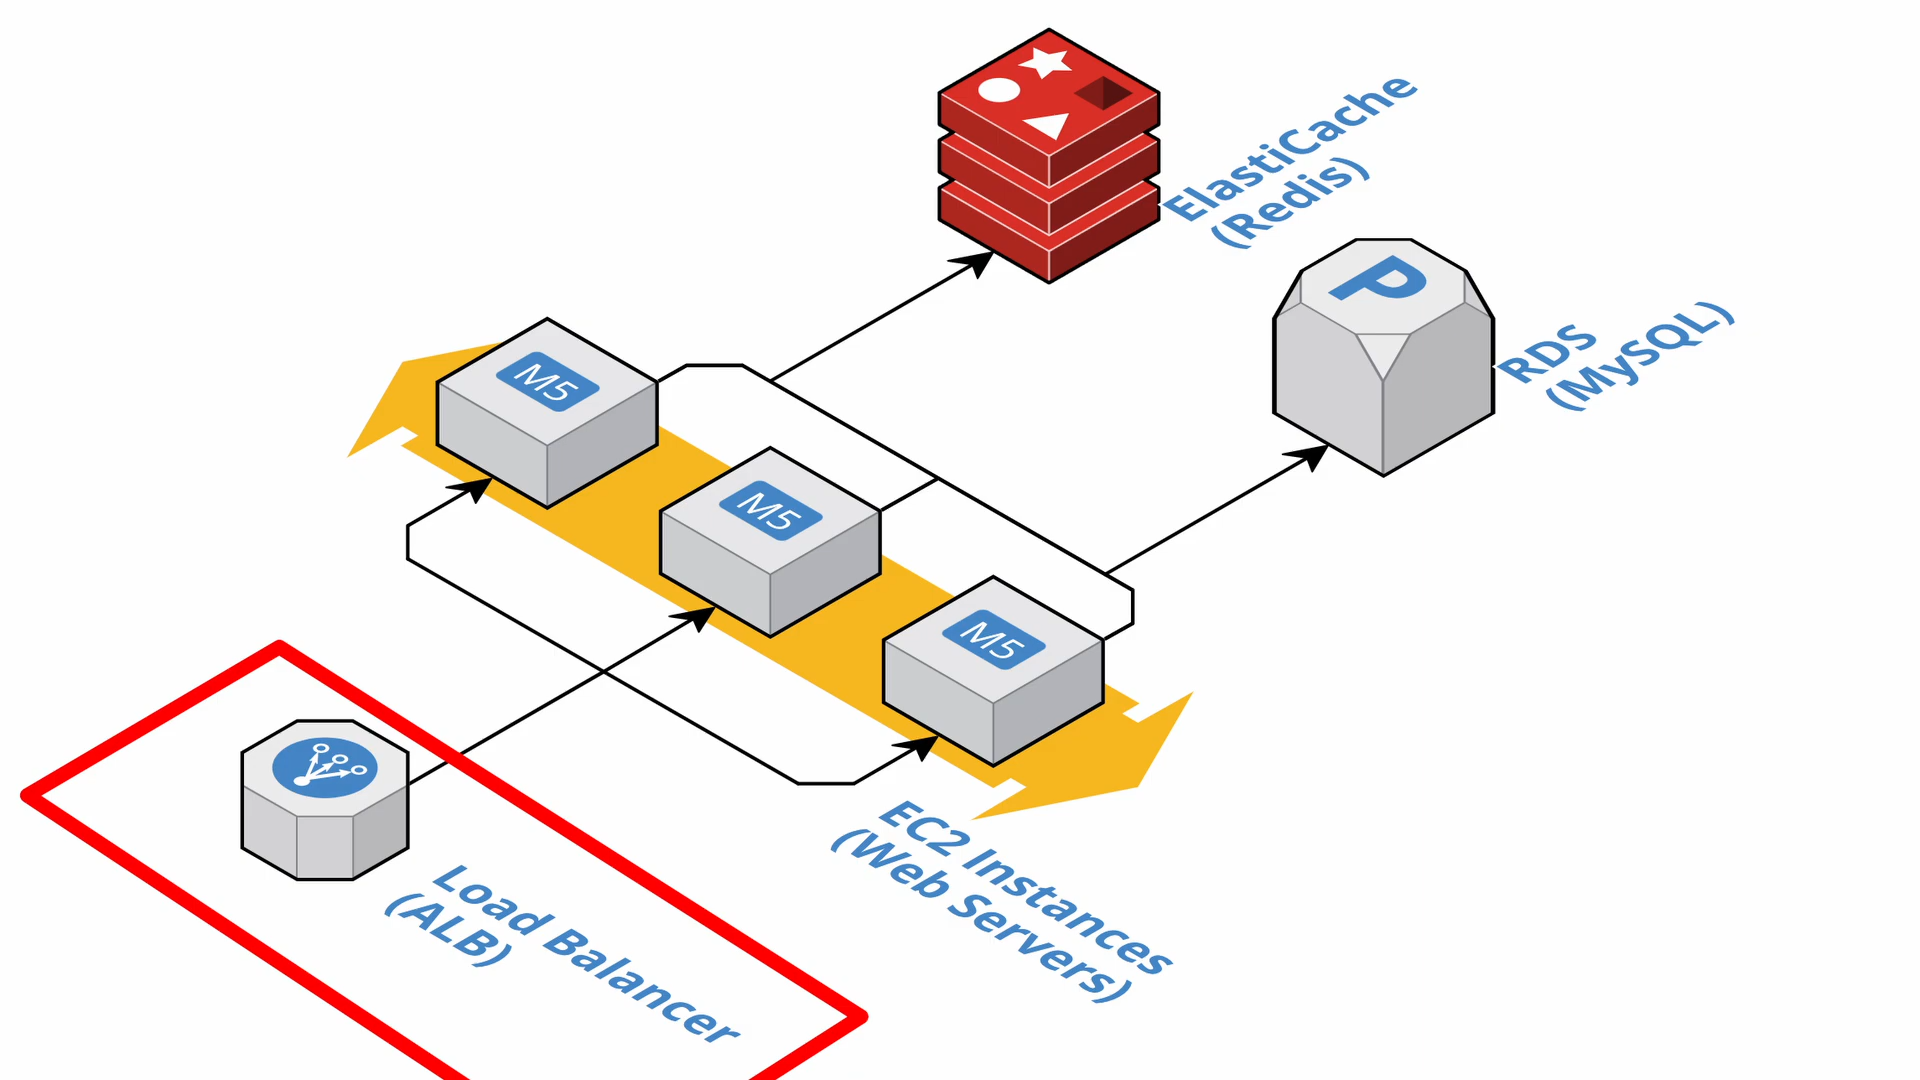 ElastiCache
(Redis)
P
RDS
(MySQL)
M5
M5
M5
EC2 Instances
(Web Servers)
Load Balancer
(ALB)